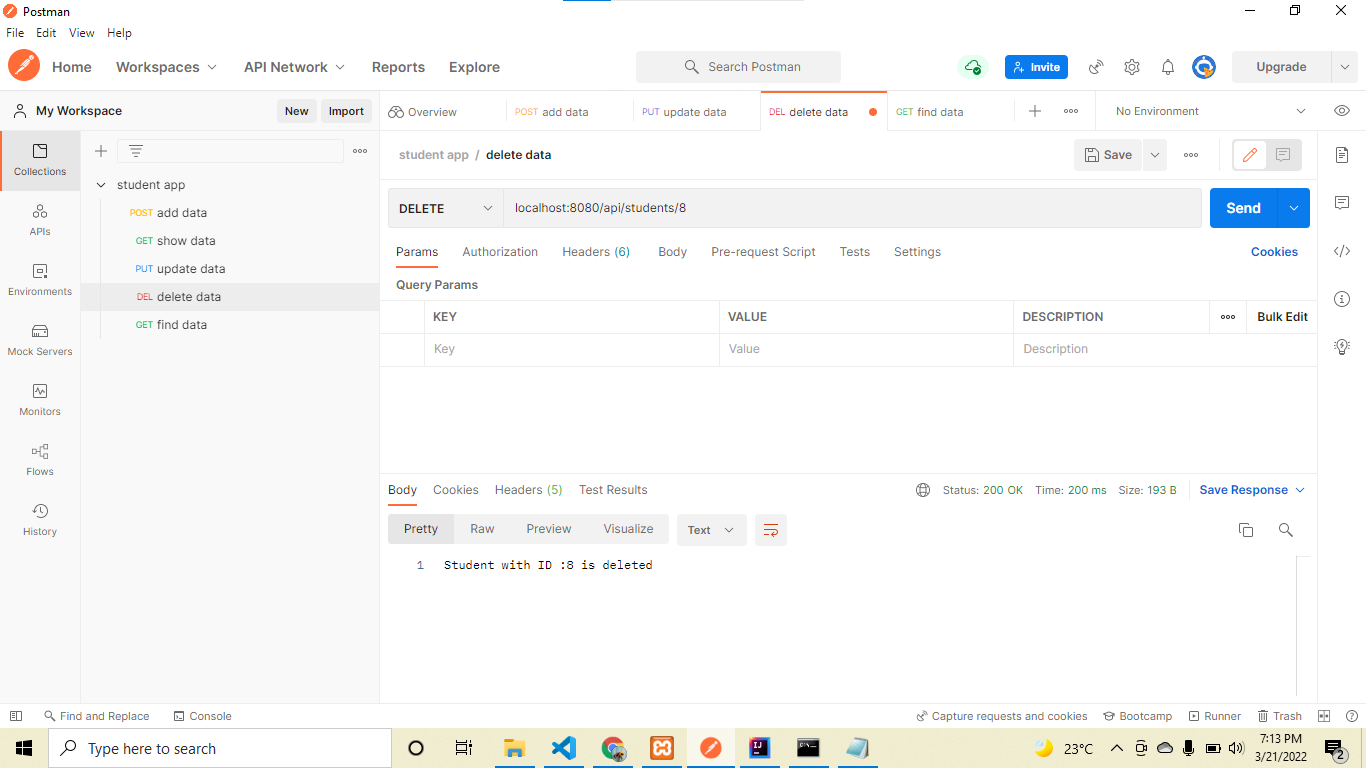 Postman
File Edit View Help
Home Workspaces API Network Reports Explore Search Postman Invite Upgrade
My Workspace New Import Overview POST add data PUT update data DEL delete data GET find data No Environment
student app / delete data Save
Collections
student app
POST add data
GET show data
PUT update data
DEL delete data
GET find data
APIs
Environments
Mock Servers
Monitors
Flows
History
DELETE localhost:8080/api/students/8 Send
Params Authorization Headers (6) Body Pre-request Script Tests Settings Cookies
Query Params
KEY VALUE DESCRIPTION Bulk Edit
Key Value Description
Body Cookies Headers (5) Test Results Status: 200 OK Time: 200 ms Size: 193 B Save Response
Pretty Raw Preview Visualize Text
1 Student with ID :8 is deleted
Find and Replace Console Capture requests and cookies Bootcamp Runner Trash
Type here to search 23°C 7:13 PM
3/21/2022 2